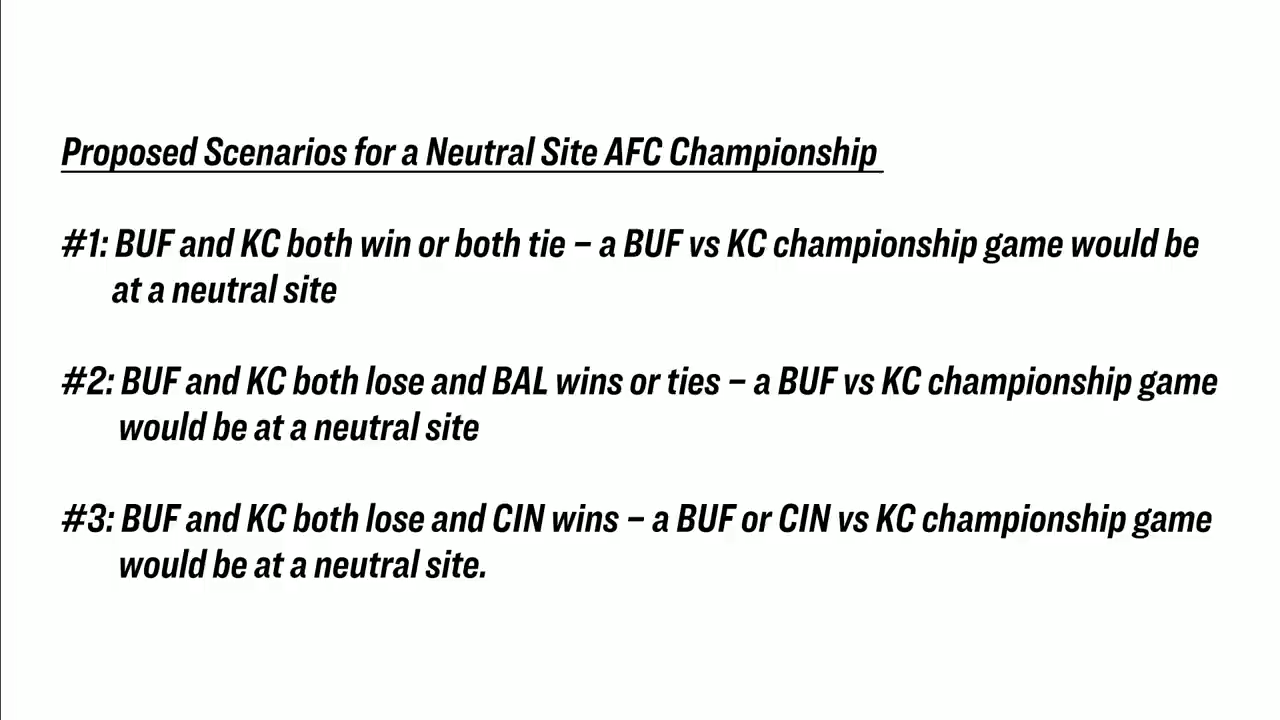 Proposed Scenarios for a Neutral Site AFC Championship
#1: BUF and KC both win or both tie – a BUF vs KC championship game would be
at a neutral site
#2: BUF and KC both lose and BAL wins or ties – a BUF vs KC championship game
would be at a neutral site
#3: BUF and KC both lose and CIN wins – a BUF or CIN vs KC championship game
would be at a neutral site.